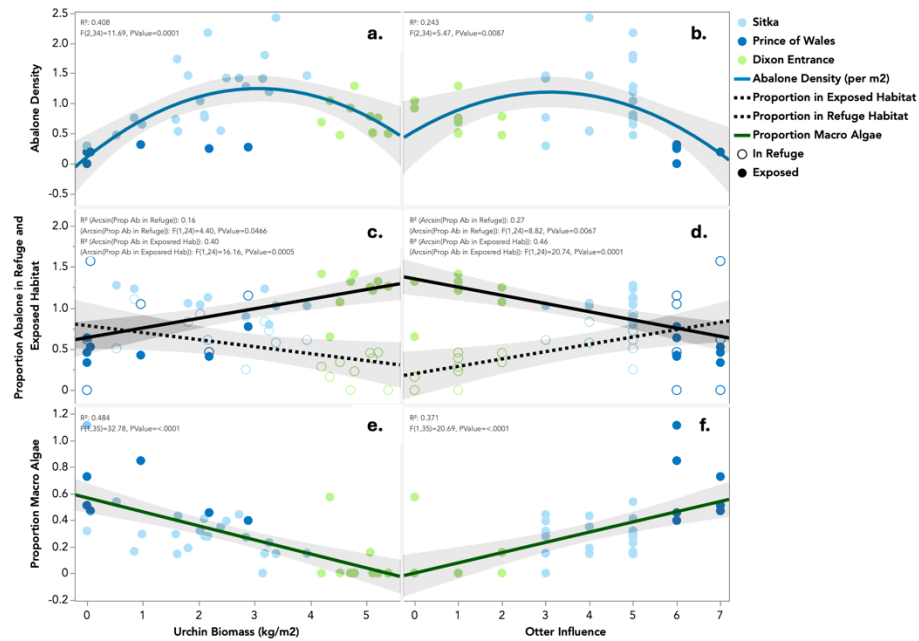 R²: 0.408
F(2,34)=11.69, PValue=0.0001
a.
R²: 0.243
F(2,34)=5.47, PValue=0.0087
b.
2.5
2.0
1.5
1.0
0.5
0
-0.5
Abalone Density
Sitka
Prince of Wales
Dixon Entrance
Abalone Density (per m2)
Proportion in Exposed Habitat
Proportion in Refuge Habitat
Proportion Macro Algae
In Refuge
Exposed
R² (Arcsin(Prop Ab in Refuge)): 0.16
(Arcsin(Prop Ab in Refuge)): F(1,24)=4.40, PValue=0.0466
R² (Arcsin(Prop Ab in Exposred Hab)): 0.40
(Arcsin(Prop Ab in Exposred Hab)): F(1,24)=16.16, PValue=0.0005
c.
R² (Arcsin(Prop Ab in Refuge)): 0.27
(Arcsin(Prop Ab in Refuge)): F(1,24)=8.82, PValue=0.0067
R² (Arcsin(Prop Ab in Exposred Hab)): 0.46
(Arcsin(Prop Ab in Exposred Hab)): F(1,24)=20.74, PValue=0.0001
d.
2.0
1.5
1.0
0.5
0
Proportion Abalone in Refuge and
Exposed Habitat
R²: 0.484
F(1,35)=32.78, PValue=<.0001
e.
R²: 0.371
F(1,35)=20.69, PValue=<.0001
f.
1.2
1.0
0.8
0.6
0.4
0.2
0
-0.2
Proportion Macro Algae
0 1 2 3 4 5
Urchin Biomass (kg/m2)
0 1 2 3 4 5 6 7
Otter Influence